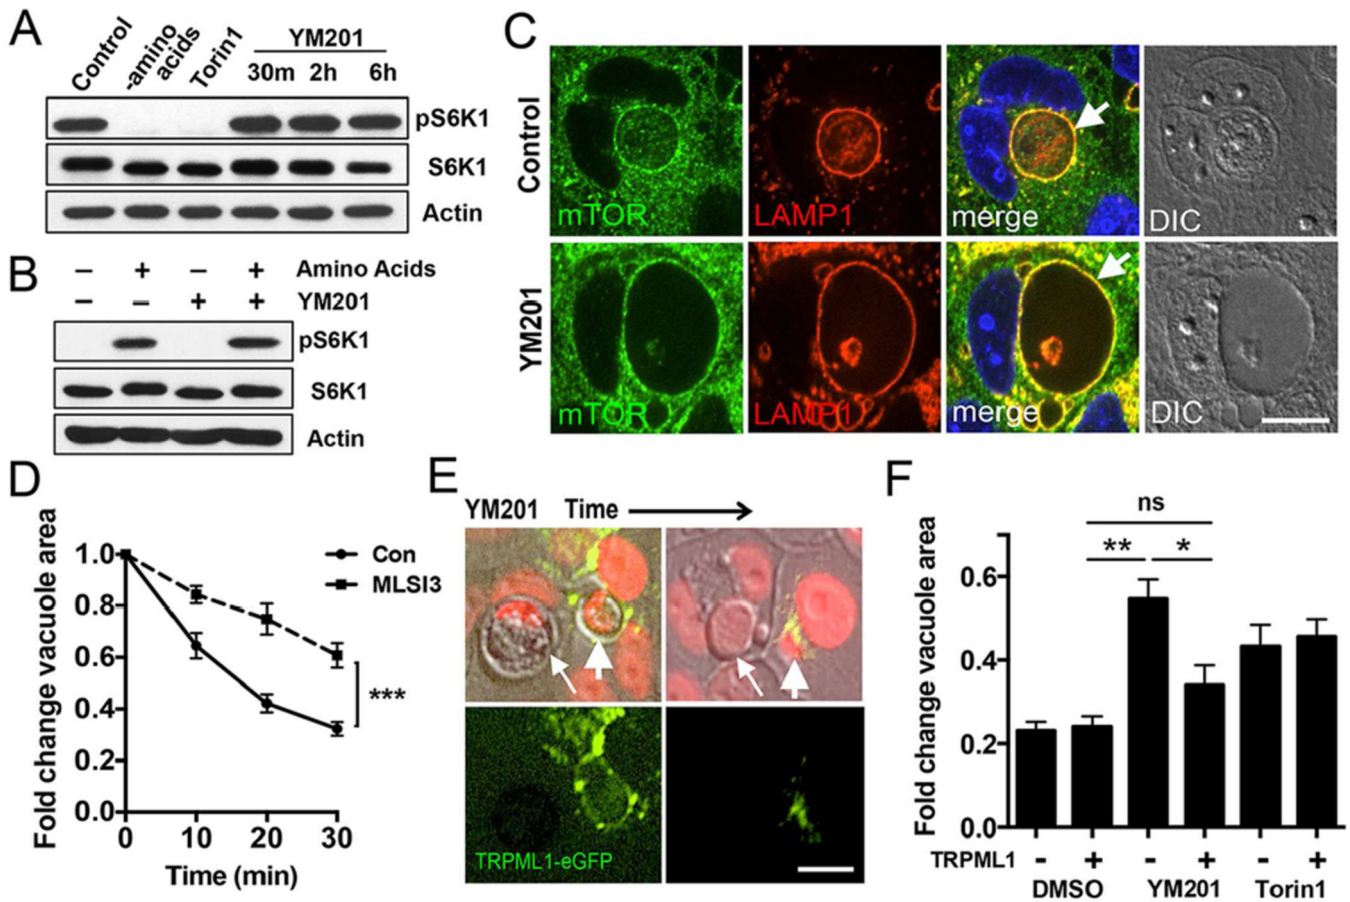 A
Control
-amino acids
Torin1
YM201
30m 2h 6h
pS6K1
S6K1
Actin
B
– + – + Amino Acids
– = + + YM201
pS6K1
S6K1
Actin
C
Control
mTOR
LAMP1
merge
DIC
YM201
mTOR
LAMP1
merge
DIC
D
Fold change vacuole area
1.0
0.8
0.6
0.4
0.2
0.0
0 10 20 30
Time (min)
Con
MLSI3
***
E
YM201 Time
TRPML1-eGFP
F
Fold change vacuole area
ns
** *
0.6
0.4
0.2
0.0
TRPML1 - + - + - +
DMSO YM201 Torin1